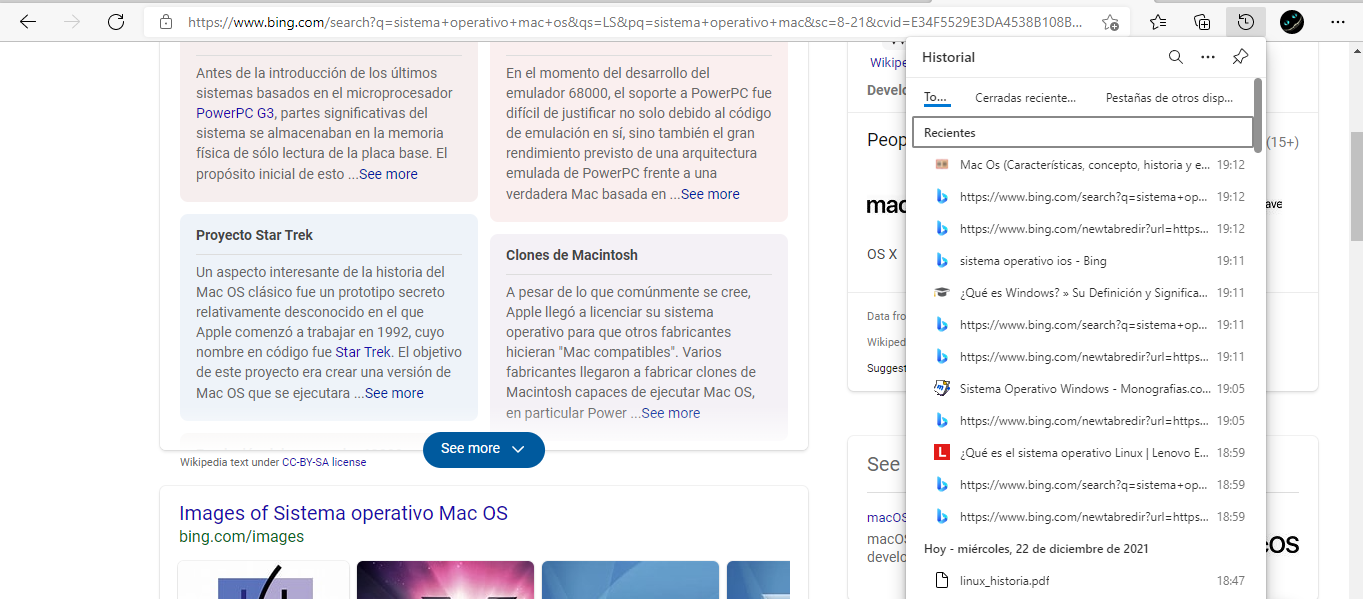 https://www.bing.com/search?q=sistema+operativo+mac+os&qs=LS&pq=sistema+operativo+mac&sc=8-21&cvid=E34F5529E3DA4538B108B...
Antes de la introducción de los últimos
sistemas basados en el microprocesador
PowerPC G3, partes significativas del
sistema se almacenaban en la memoria
física de sólo lectura de la placa base. El
propósito inicial de esto ...See more
Proyecto Star Trek
Un aspecto interesante de la historia del
Mac OS clásico fue un prototipo secreto
relativamente desconocido en el que
Apple comenzó a trabajar en 1992, cuyo
nombre en código fue Star Trek. El objetivo
de este proyecto era crear una versión de
Mac OS que se ejecutara ...See more
En el momento del desarrollo del
emulador 68000, el soporte a PowerPC fue
difícil de justificar no solo debido al código
de emulación en sí, sino también el gran
rendimiento previsto de una arquitectura
emulada de PowerPC frente a una
verdadera Mac basada en ...See more
Clones de Macintosh
A pesar de lo que comúnmente se cree,
Apple llegó a licenciar su sistema
operativo para que otros fabricantes
hicieran "Mac compatibles". Varios
fabricantes llegaron a fabricar clones de
Macintosh capaces de ejecutar Mac OS,
en particular Power ...See more
See more
Wikipedia text under CC-BY-SA license
Images of Sistema operativo Mac OS
bing.com/images
Wikipe
Develo
Peop
(15+)
mac
ave
OS X
Data fro
Wikiped
Suggest
See
macOS
macOS
develo
cOS
Historial
To...
Cerradas reciente...
Pestañas de otros disp...
Recientes
Mac Os (Características, concepto, historia y e... 19:12
https://www.bing.com/search?q=sistema+op... 19:12
https://www.bing.com/newtabredir?url=https... 19:12
sistema operativo ios - Bing 19:11
¿Qué es Windows? » Su Definición y Significa... 19:11
https://www.bing.com/search?q=sistema+op... 19:11
https://www.bing.com/newtabredir?url=https... 19:11
Sistema Operativo Windows - Monografias.co... 19:05
https://www.bing.com/newtabredir?url=https... 19:05
L ¿Qué es el sistema operativo Linux | Lenovo E... 18:59
https://www.bing.com/search?q=sistema+op... 18:59
https://www.bing.com/newtabredir?url=https... 18:59
Hoy - miércoles, 22 de diciembre de 2021
linux_historia.pdf 18:47